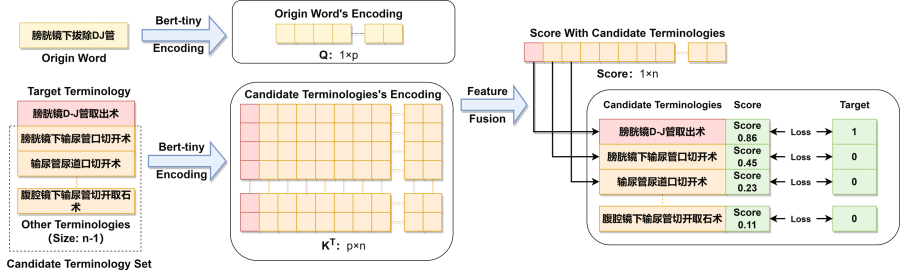 膀胱镜下拔除DJ管
Origin Word
Bert-tiny
Encoding
Origin Word's Encoding
Q: 1×p
Target Terminology
膀胱镜D-J管取出术
膀胱镜下输尿管口切开术
输尿管尿道口切开术
腹腔镜下输尿管切开取石
术
Other Terminologies
(Size: n-1)
Candidate Terminology Set
Bert-tiny
Encoding
Candidate Terminologies's Encoding
Kᵀ: p×n
Feature
Fusion
Score With Candidate Terminologies
Score: 1×n
Candidate Terminologies Score Target
膀胱镜D-J管取出术 Score 0.86 Loss 1
膀胱镜下输尿管口切开术 Score 0.45 Loss 0
输尿管尿道口切开术 Score 0.23 Loss 0
腹腔镜下输尿管切开取石术 Score 0.11 Loss 0